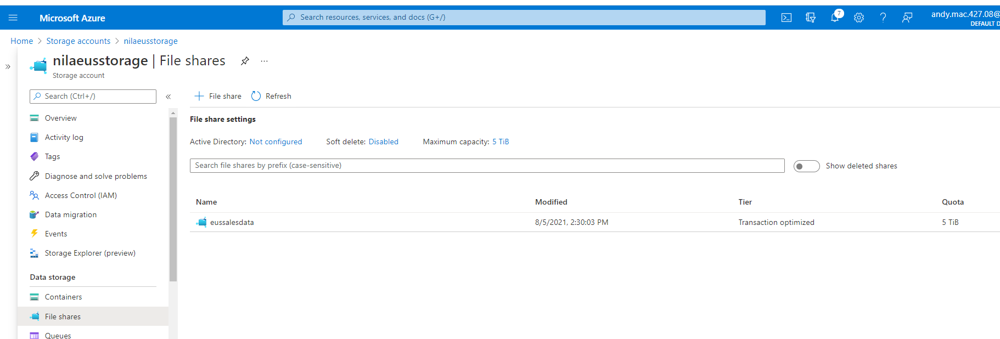 Microsoft Azure
Search resources, services, and docs (G+/)
7
andy.mac.427.08@
DEFAULT D
Home > Storage accounts > nilaeusstorage
nilaeusstorage | File shares
...
Storage account
Search (Ctrl+/)
File share
Refresh
Overview
Activity log
Tags
Diagnose and solve problems
Access Control (IAM)
Data migration
Events
Storage Explorer (preview)
Data storage
Containers
File shares
Queues
File share settings
Active Directory: Not configured
Soft delete: Disabled
Maximum capacity: 5 TiB
Search file shares by prefix (case-sensitive)
Show deleted shares
Name Modified Tier Quota
eussalesdata 8/5/2021, 2:30:03 PM Transaction optimized 5 TiB